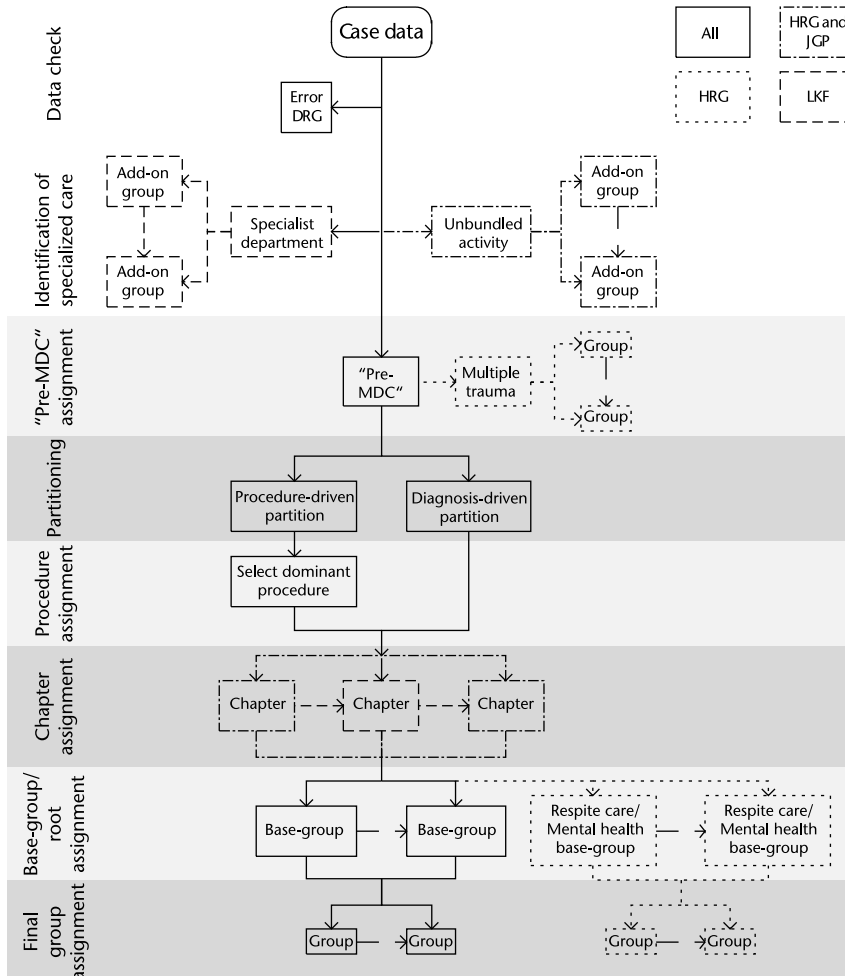 Case data
All
HRG and
JGP
HRG
LKF
Data check
Error
DRG
Identification of
specialized care
Add-on
group
Add-on
group
Specialist
department
Unbundled
activity
Add-on
group
Add-on
group
“Pre-MDC“
assignment
“Pre-
MDC“
Multiple
trauma
Group
Group
Partitioning
Procedure-driven
partition
Diagnosis-driven
partition
Procedure
assignment
Select dominant
procedure
Chapter
assignment
Chapter
Chapter
Chapter
Base-group/
root
assignment
Base-group
Base-group
Respite care/
Mental health
base-group
Respite care/
Mental health
base-group
Final
group
assignment
Group
Group
Group
Group